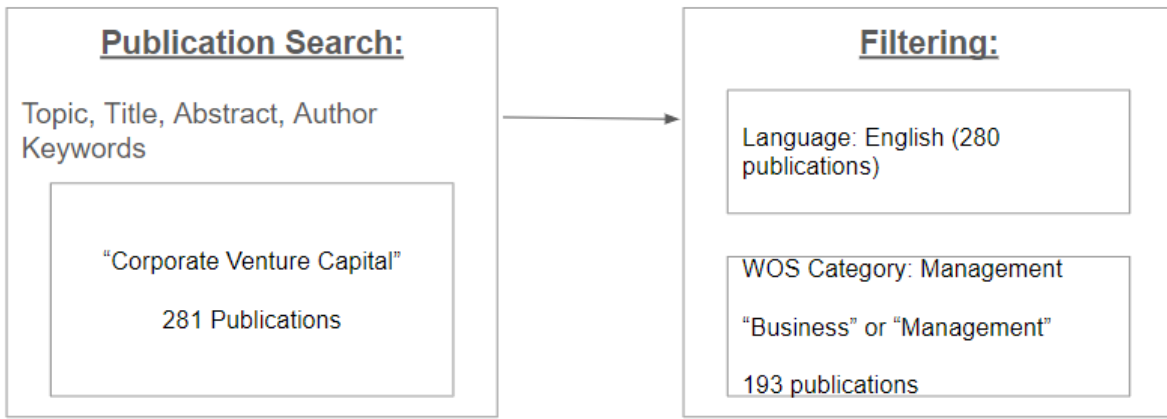 Publication Search:
Topic, Title, Abstract, Author
Keywords
“Corporate Venture Capital”
281 Publications
Filtering:
Language: English (280
publications)
WOS Category: Management
“Business” or “Management”
193 publications